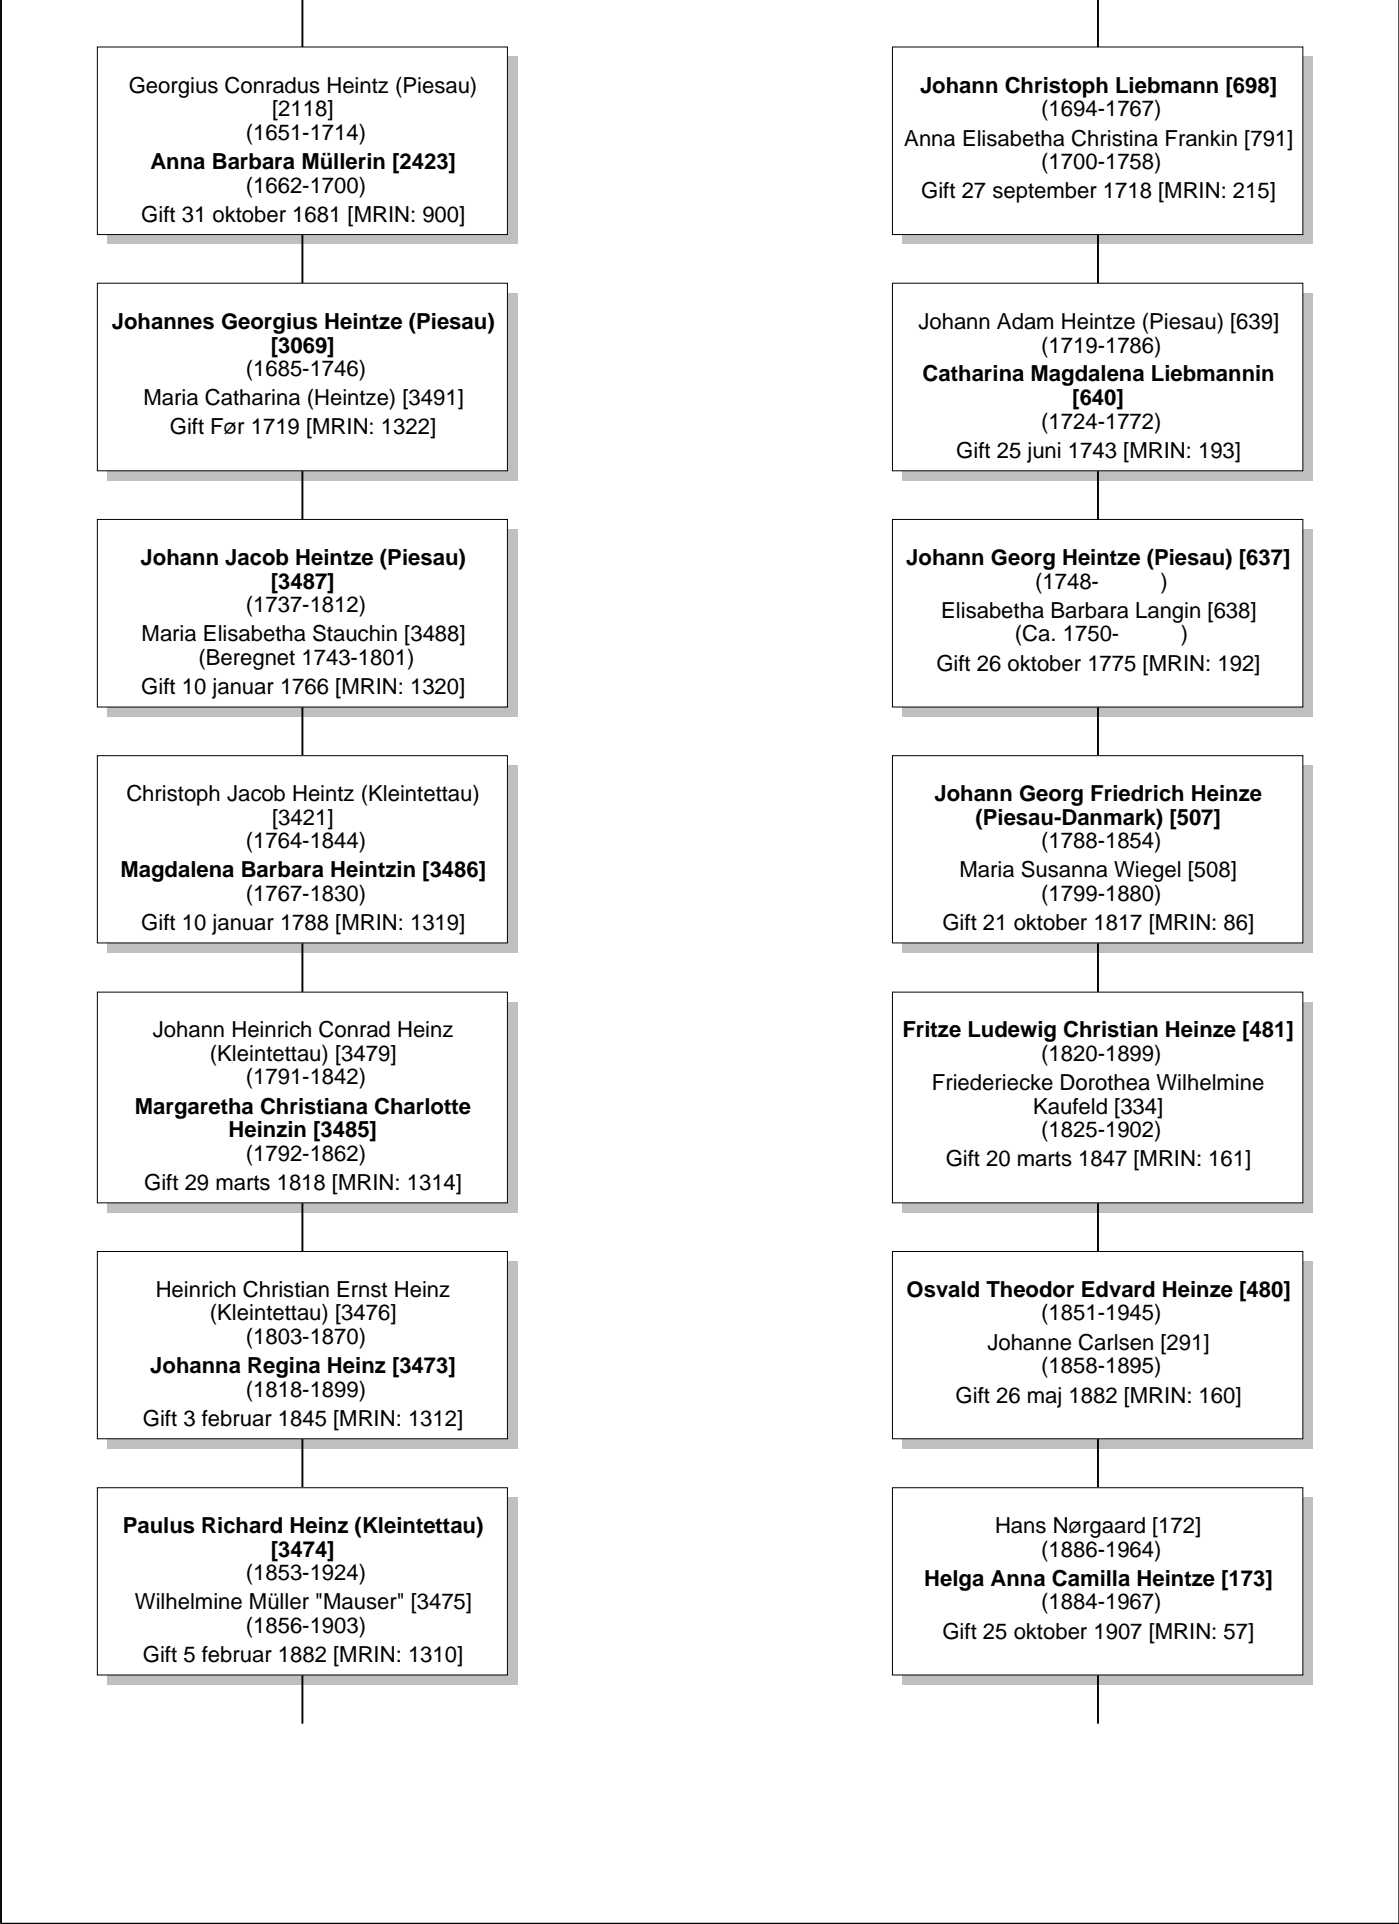 Georgius Conradus Heintz (Piesau)
[2118]
(1651-1714)
Anna Barbara Müllerin [2423]
(1662-1700)
Gift 31 oktober 1681 [MRIN: 900]
Johannes Georgius Heintze (Piesau)
[3069]
(1685-1746)
Maria Catharina (Heintze) [3491]
Gift Før 1719 [MRIN: 1322]
Johann Jacob Heintze (Piesau)
[3487]
(1737-1812)
Maria Elisabetha Stauchin [3488]
(Beregnet 1743-1801)
Gift 10 januar 1766 [MRIN: 1320]
Christoph Jacob Heintz (Kleintettau)
[3421]
(1764-1844)
Magdalena Barbara Heintzin [3486]
(1767-1830)
Gift 10 januar 1788 [MRIN: 1319]
Johann Heinrich Conrad Heinz
(Kleintettau) [3479]
(1791-1842)
Margaretha Christiana Charlotte
Heinzin [3485]
(1792-1862)
Gift 29 marts 1818 [MRIN: 1314]
Heinrich Christian Ernst Heinz
(Kleintettau) [3476]
(1803-1870)
Johanna Regina Heinz [3473]
(1818-1899)
Gift 3 februar 1845 [MRIN: 1312]
Paulus Richard Heinz (Kleintettau)
[3474]
(1853-1924)
Wilhelmine Müller "Mauser" [3475]
(1856-1903)
Gift 5 februar 1882 [MRIN: 1310]
Johann Christoph Liebmann [698]
(1694-1767)
Anna Elisabetha Christina Frankin [791]
(1700-1758)
Gift 27 september 1718 [MRIN: 215]
Johann Adam Heintze (Piesau) [639]
(1719-1786)
Catharina Magdalena Liebmannin
[640]
(1724-1772)
Gift 25 juni 1743 [MRIN: 193]
Johann Georg Heintze (Piesau) [637]
(1748- )
Elisabetha Barbara Langin [638]
(Ca. 1750- )
Gift 26 oktober 1775 [MRIN: 192]
Johann Georg Friedrich Heinze
(Piesau-Danmark) [507]
(1788-1854)
Maria Susanna Wiegel [508]
(1799-1880)
Gift 21 oktober 1817 [MRIN: 86]
Fritze Ludewig Christian Heinze [481]
(1820-1899)
Friederiecke Dorothea Wilhelmine
Kaufeld [334]
(1825-1902)
Gift 20 marts 1847 [MRIN: 161]
Osvald Theodor Edvard Heinze [480]
(1851-1945)
Johanne Carlsen [291]
(1858-1895)
Gift 26 maj 1882 [MRIN: 160]
Hans Nørgaard [172]
(1886-1964)
Helga Anna Camilla Heintze [173]
(1884-1967)
Gift 25 oktober 1907 [MRIN: 57]